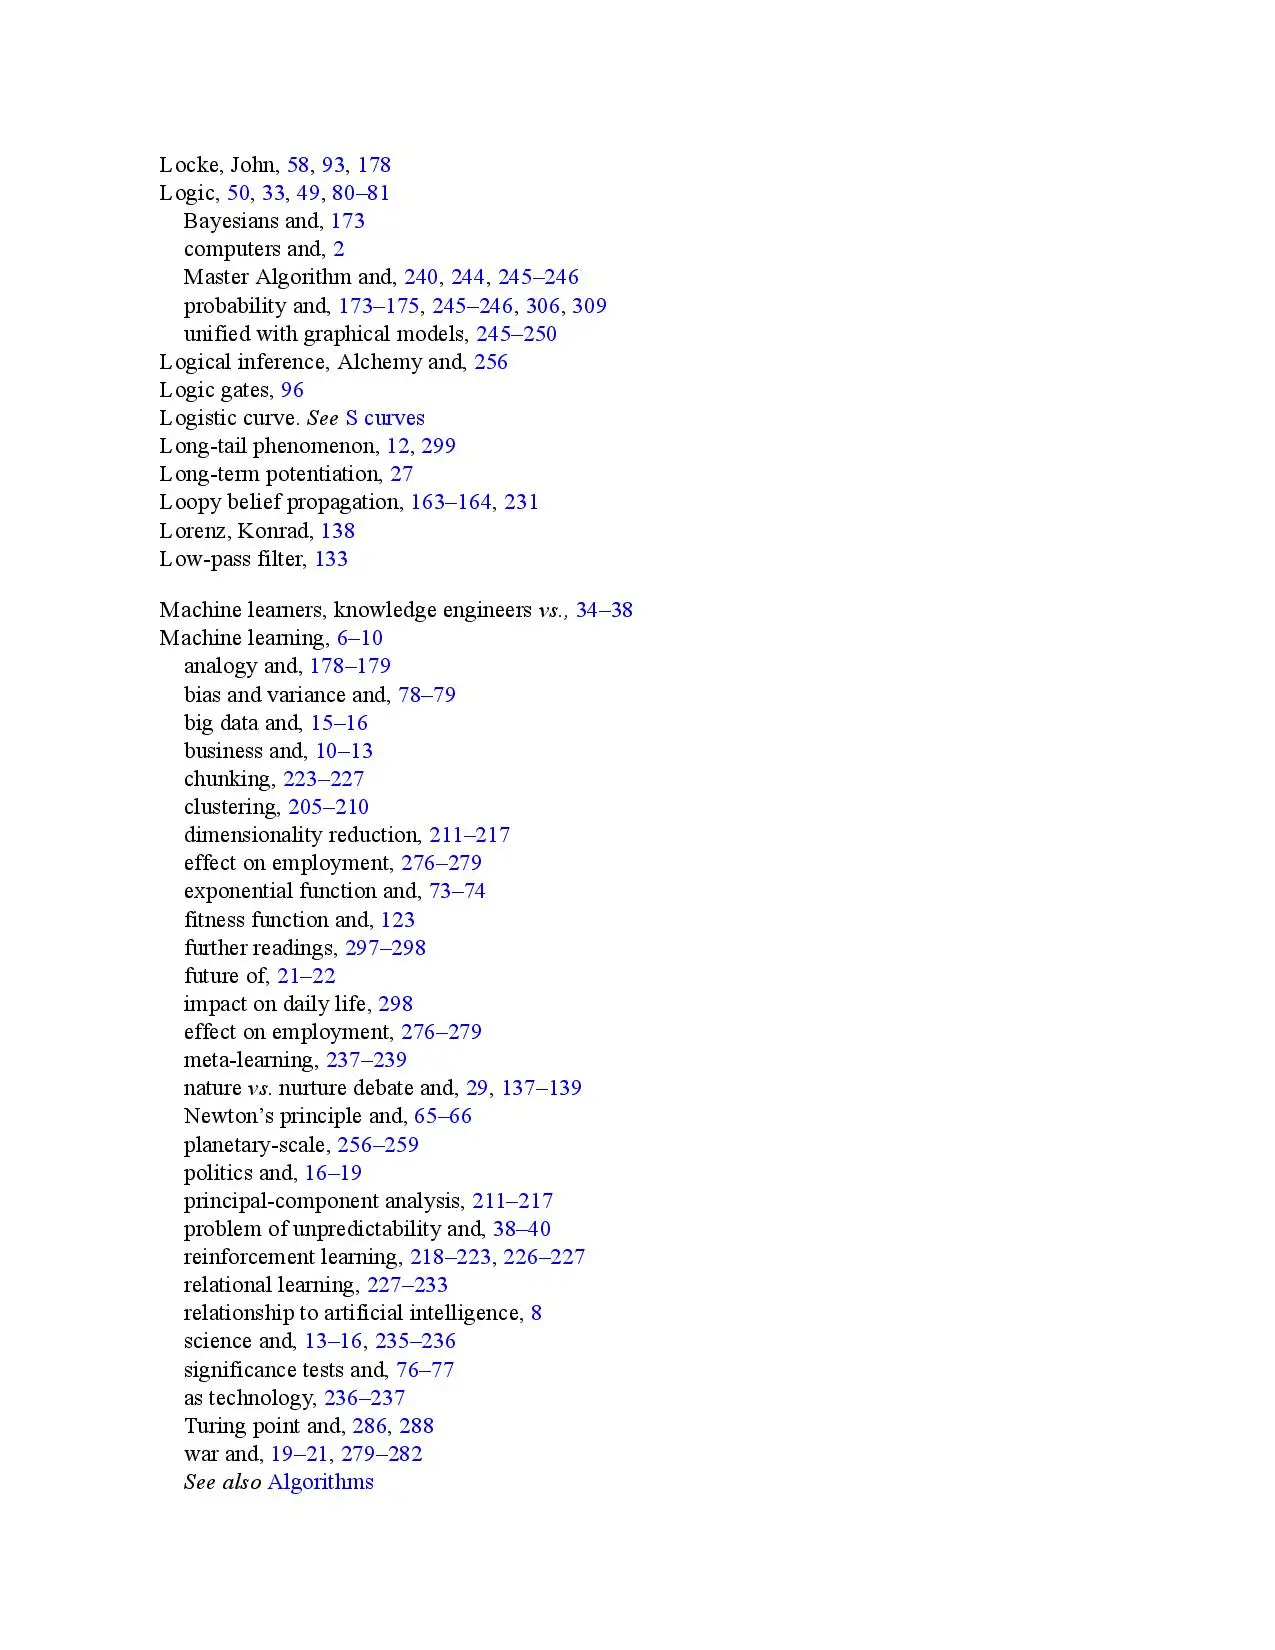 Locke, John, 58, 93, 178
Logic, 50, 33, 49, 80–81
Bayesians and, 173
computers and, 2
Master Algorithm and, 240, 244, 245–246
probability and, 173–175, 245–246, 306, 309
unified with graphical models, 245–250
Logical inference, Alchemy and, 256
Logic gates, 96
Logistic curve. See S curves
Long-tail phenomenon, 12, 299
Long-term potentiation, 27
Loopy belief propagation, 163–164, 231
Lorenz, Konrad, 138
Low-pass filter, 133
Machine learners, knowledge engineers vs., 34–38
Machine learning, 6–10
analogy and, 178–179
bias and variance and, 78–79
big data and, 15–16
business and, 10–13
chunking, 223–227
clustering, 205–210
dimensionality reduction, 211–217
effect on employment, 276–279
exponential function and, 73–74
fitness function and, 123
further readings, 297–298
future of, 21–22
impact on daily life, 298
effect on employment, 276–279
meta-learning, 237–239
nature vs. nurture debate and, 29, 137–139
Newton’s principle and, 65–66
planetary-scale, 256–259
politics and, 16–19
principal-component analysis, 211–217
problem of unpredictability and, 38–40
reinforcement learning, 218–223, 226–227
relational learning, 227–233
relationship to artificial intelligence, 8
science and, 13–16, 235–236
significance tests and, 76–77
as technology, 236–237
Turing point and, 286, 288
war and, 19–21, 279–282
See also Algorithms